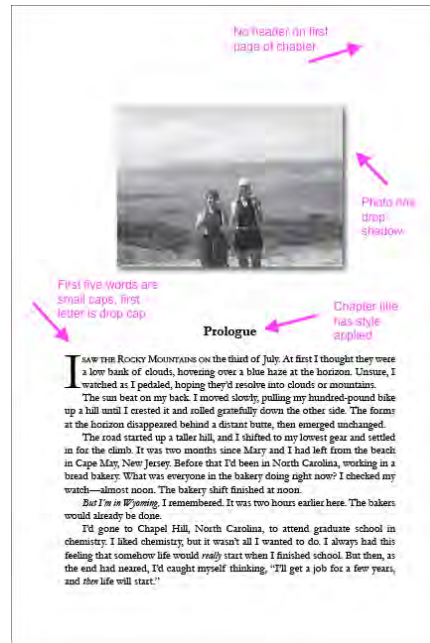 No header on first
page of chapter
Photo has
drop
shadow
First five words are
small caps, first
letter is drop cap
Chapter title
has style
applied
Prologue
I SAW THE ROCKY MOUNTAINS ON the third of July. At first I thought they were
a low bank of clouds, hovering over a blue haze at the horizon. Unsure, I
watched as I pedaled, hoping they'd resolve into clouds or mountains.
The sun beat on my back. I moved slowly, pulling my hundred-pound bike
up a hill until I crested it and rolled gratefully down the other side. The forms
at the horizon disappeared behind a distant butte, then emerged unchanged.
The road started up a taller hill, and I shifted to my lowest gear and settled
in for the climb. It was two months since Mary and I had left from the beach
in Cape May, New Jersey. Before that I'd been in North Carolina, working in a
bread bakery. What was everyone in the bakery doing right now? I checked my
watch—almost noon. The bakery shift finished at noon.
But I'm in Wyoming, I remembered. It was two hours earlier here. The bakers
would already be done.
I'd gone to Chapel Hill, North Carolina, to attend graduate school in
chemistry. I liked chemistry, but it wasn't all I wanted to do. I always had this
feeling that somehow life would really start when I finished school. But then, as
the end had neared, I'd caught myself thinking, “I'll get a job for a few years,
and then life will start.”